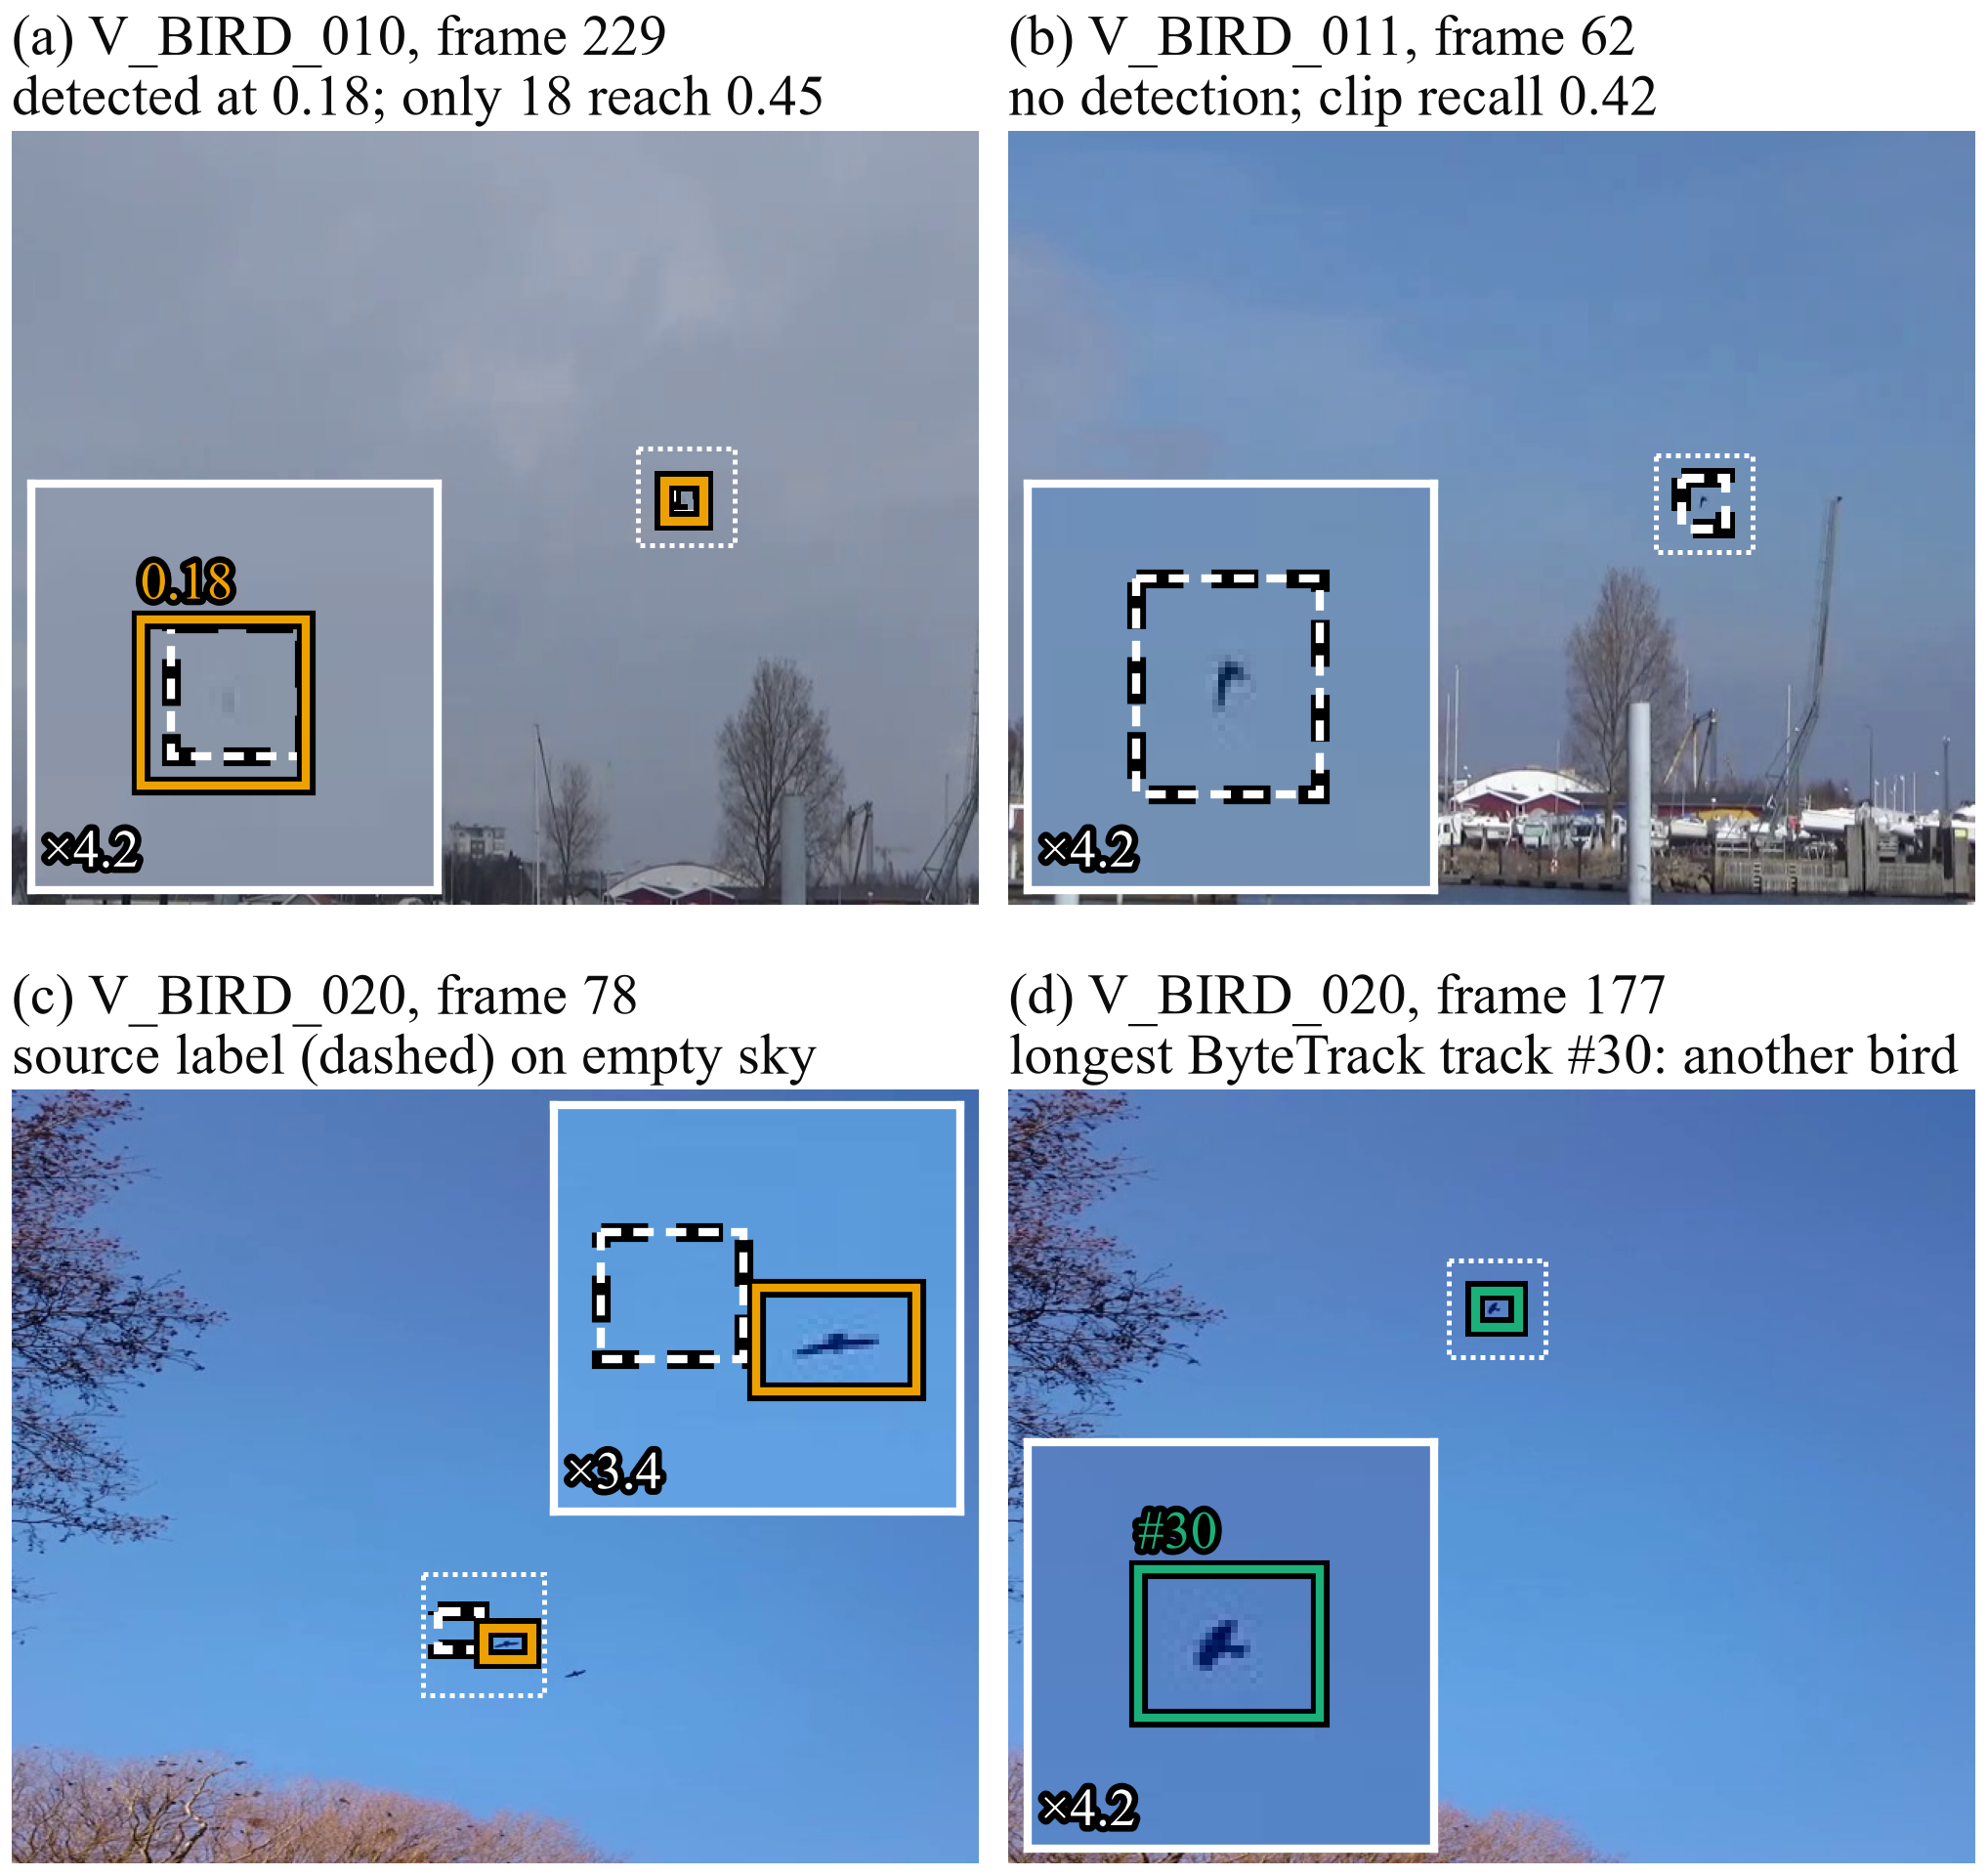 (a) V_BIRD_010, frame 229
detected at 0.18; only 18 reach 0.45
0.18
×4.2
(b) V_BIRD_011, frame 62
no detection; clip recall 0.42
×4.2
(c) V_BIRD_020, frame 78
source label (dashed) on empty sky
×3.4
(d) V_BIRD_020, frame 177
longest ByteTrack track #30: another bird
#30
×4.2